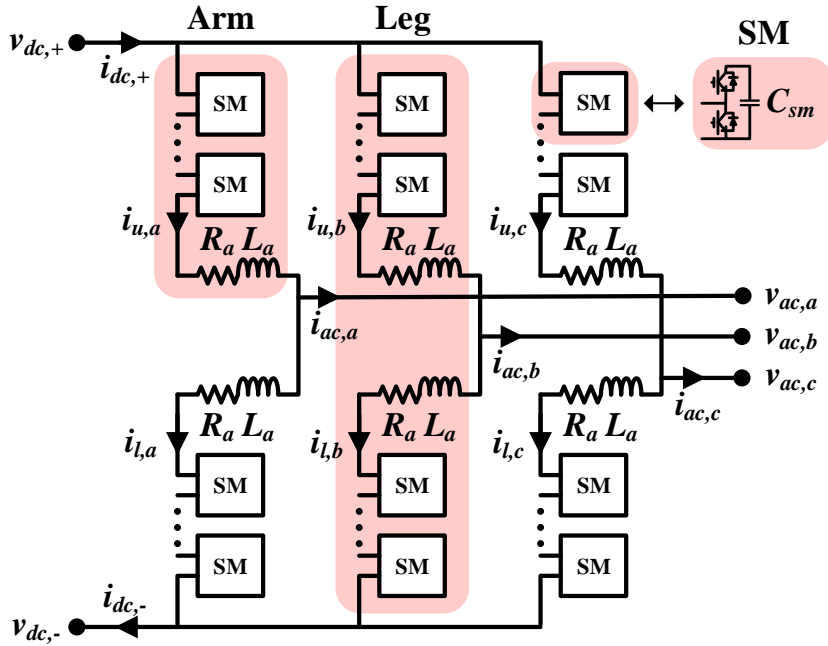 Arm Leg SM
v_dc,+
i_dc,+
SM SM SM C_sm
SM SM SM
i_u,a i_u,b i_u,c
R_a L_a R_a L_a R_a L_a
v_ac,a
i_ac,a
v_ac,b
i_ac,b
v_ac,c
i_ac,c
R_a L_a R_a L_a R_a L_a
i_l,a i_l,b i_l,c
SM SM SM
SM SM SM
i_dc,-
v_dc,-